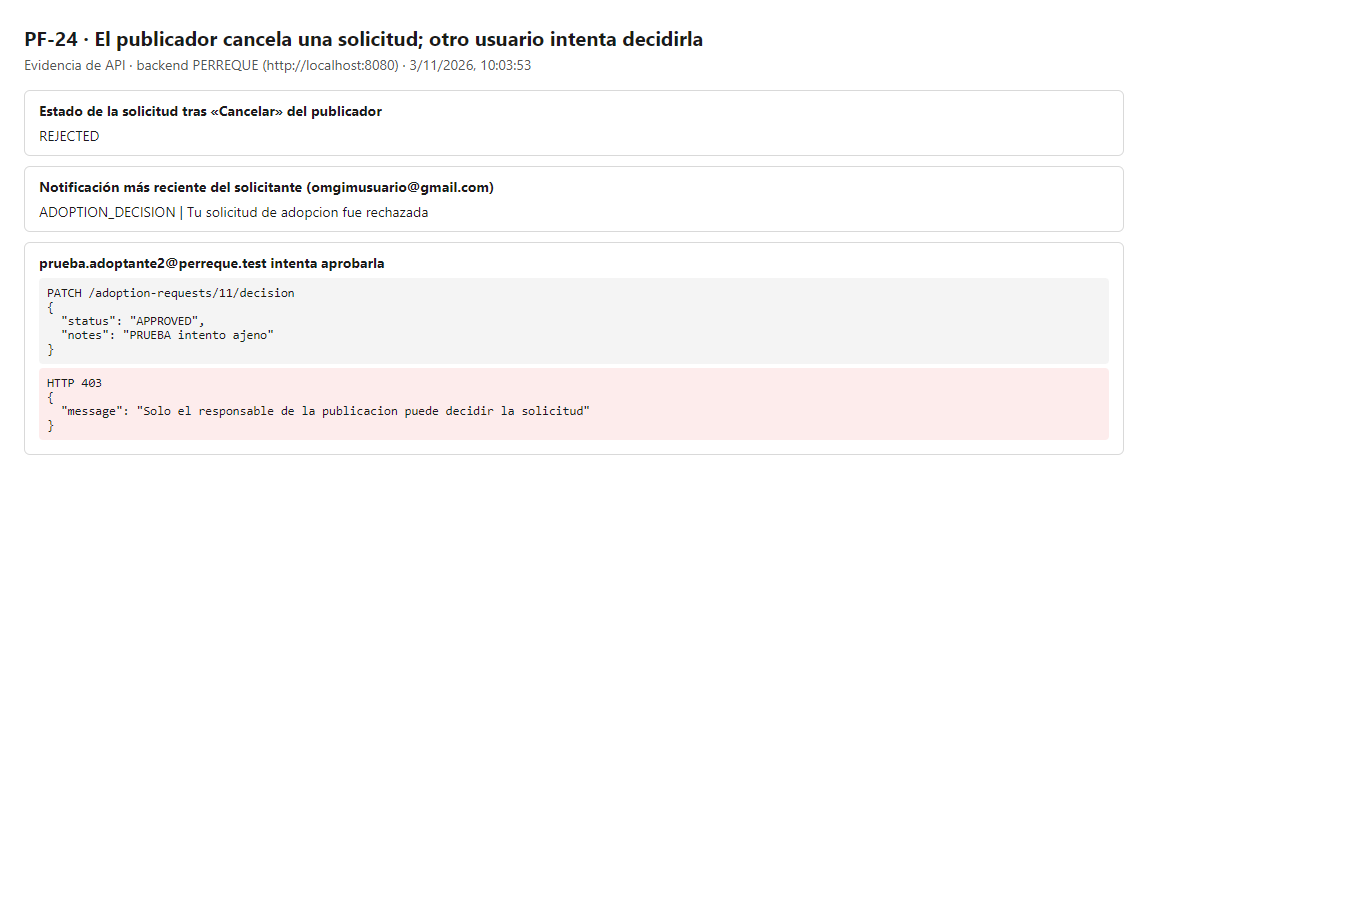 PF-24 · El publicador cancela una solicitud; otro usuario intenta decidirla
Evidencia de API · backend PERREQUE (http://localhost:8080) · 3/11/2026, 10:03:53
Estado de la solicitud tras «Cancelar» del publicador
REJECTED
Notificación más reciente del solicitante (omgimusuario@gmail.com)
ADOPTION_DECISION | Tu solicitud de adopcion fue rechazada
prueba.adoptante2@perreque.test intenta aprobarla
PATCH /adoption-requests/11/decision
{
  "status": "APPROVED",
  "notes": "PRUEBA intento ajeno"
}
HTTP 403
{
  "message": "Solo el responsable de la publicacion puede decidir la solicitud"
}